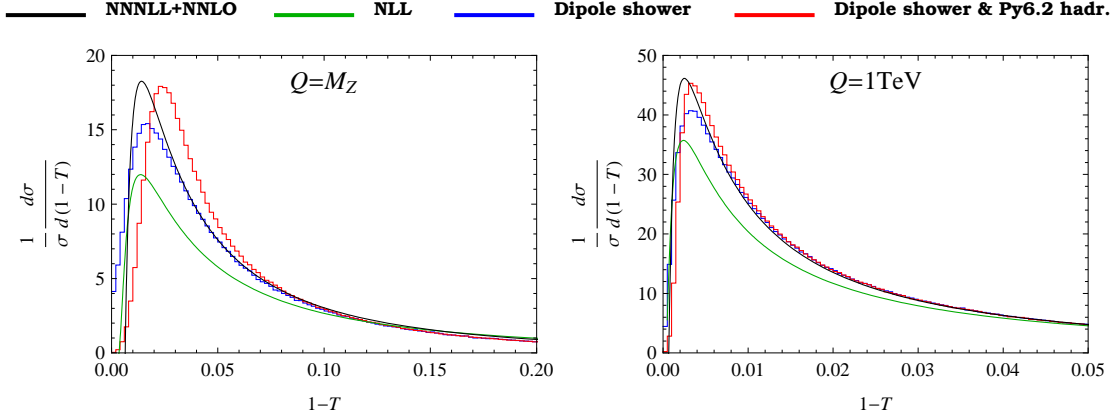 NNNLL+NNLO NLL Dipole shower Dipole shower & Py6.2 hadr.
Q=M_Z
1/σ dσ/d(1−T)
20
15
10
5
0
0.00 0.05 0.10 0.15 0.20
1−T
Q=1TeV
1/σ dσ/d(1−T)
60
50
40
30
20
10
0
0.00 0.01 0.02 0.03 0.04 0.05
1−T